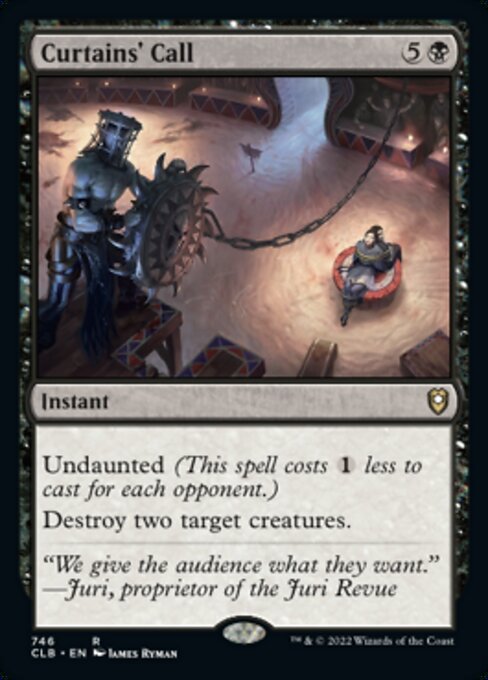 Curtains' Call 5
Instant
Undaunted (This spell costs 1 less to
cast for each opponent.)
Destroy two target creatures.
“We give the audience what they want.”
—Juri, proprietor of the Juri Revue
746 R
CLB • EN James Ryman
™ & © 2022 Wizards of the Coast